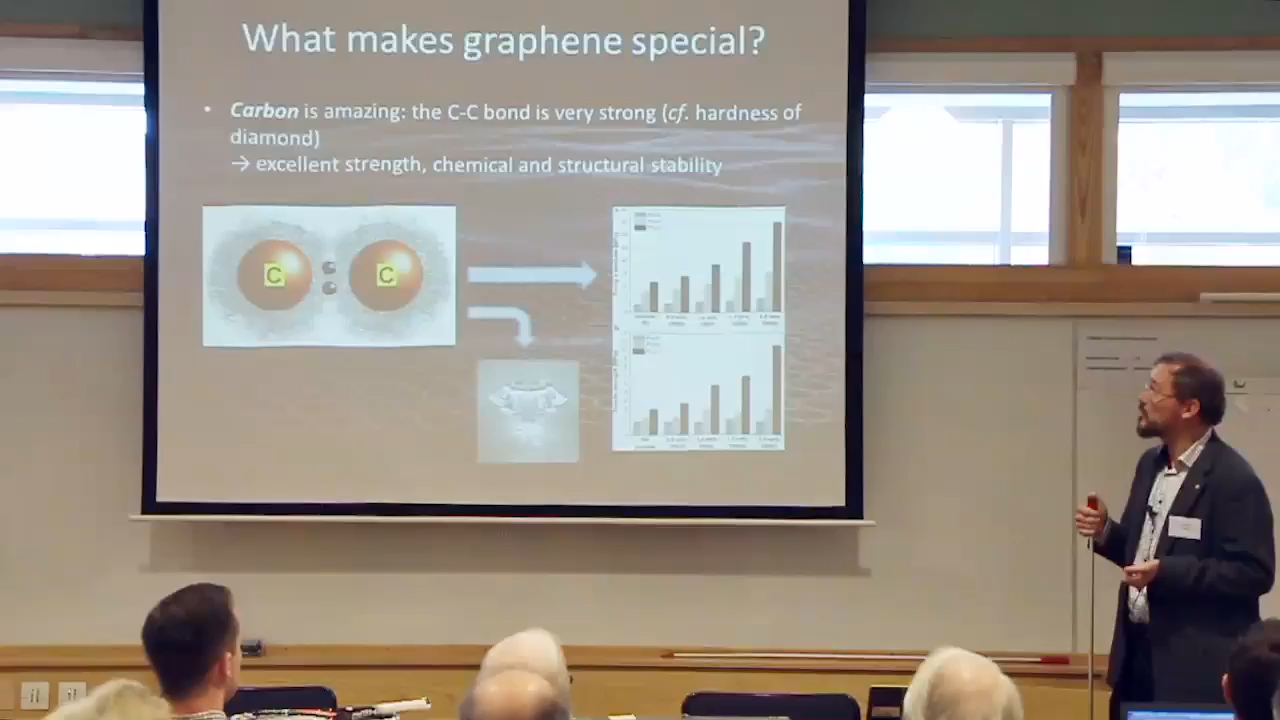 What makes graphene special?
• Carbon is amazing: the C-C bond is very strong (cf. hardness of
diamond)
→ excellent strength, chemical and structural stability
C C